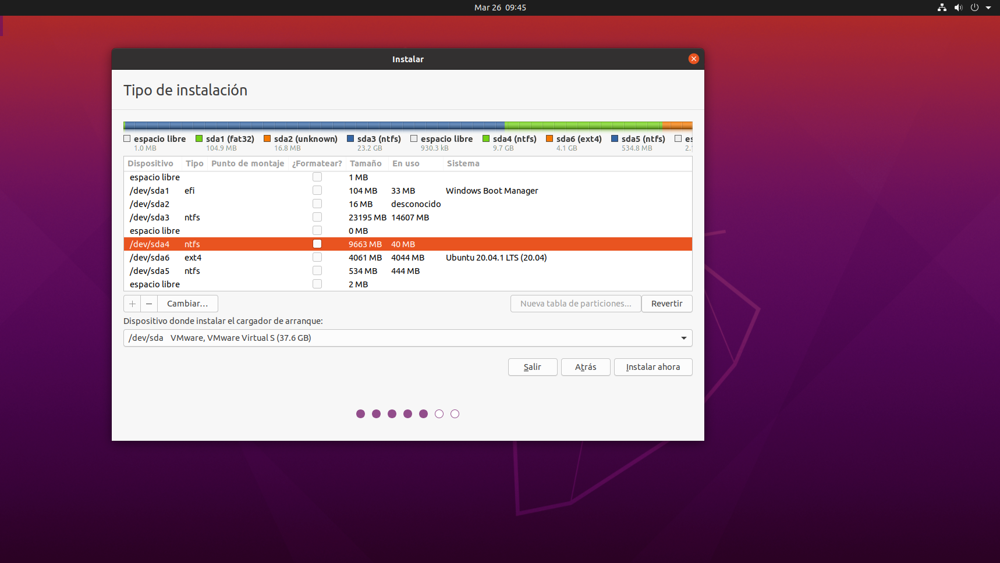 Mar 26 09:45
Instalar
Tipo de instalación
espacio libre sda1 (fat32) sda2 (unknown) sda3 (ntfs) espacio libre sda4 (ntfs) sda6 (ext4) sda5 (ntfs)
1.0 MB 104.9 MB 16.8 MB 23.2 GB 930.3 kB 9.7 GB 4.1 GB 534.8 MB
Dispositivo Tipo Punto de montaje ¿Formatear? Tamaño En uso Sistema
espacio libre 1 MB
/dev/sda1 efi 104 MB 33 MB Windows Boot Manager
/dev/sda2 16 MB desconocido
/dev/sda3 ntfs 23195 MB 14607 MB
espacio libre 0 MB
/dev/sda4 ntfs 9663 MB 40 MB
/dev/sda6 ext4 4061 MB 4044 MB Ubuntu 20.04.1 LTS (20.04)
/dev/sda5 ntfs 534 MB 444 MB
espacio libre 2 MB
+ − Cambiar... Nueva tabla de particiones... Revertir
Dispositivo donde instalar el cargador de arranque:
/dev/sda VMware, VMware Virtual S (37.6 GB)
Salir Atrás Instalar ahora